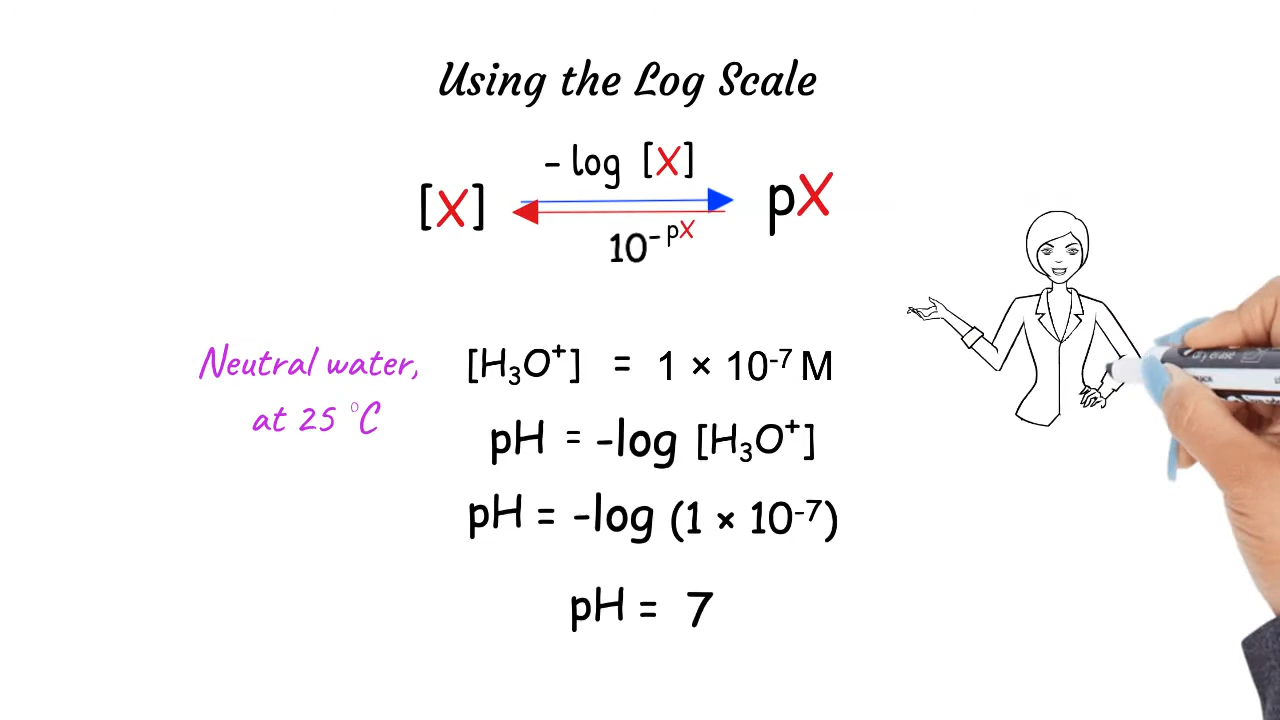 Using the Log Scale
- log [X]
[X] pX
10⁻ᵖˣ
Neutral water, [H₃O⁺] = 1 × 10⁻⁷ M
at 25 °C
pH = -log [H₃O⁺]
pH = -log (1 × 10⁻⁷)
pH = 7